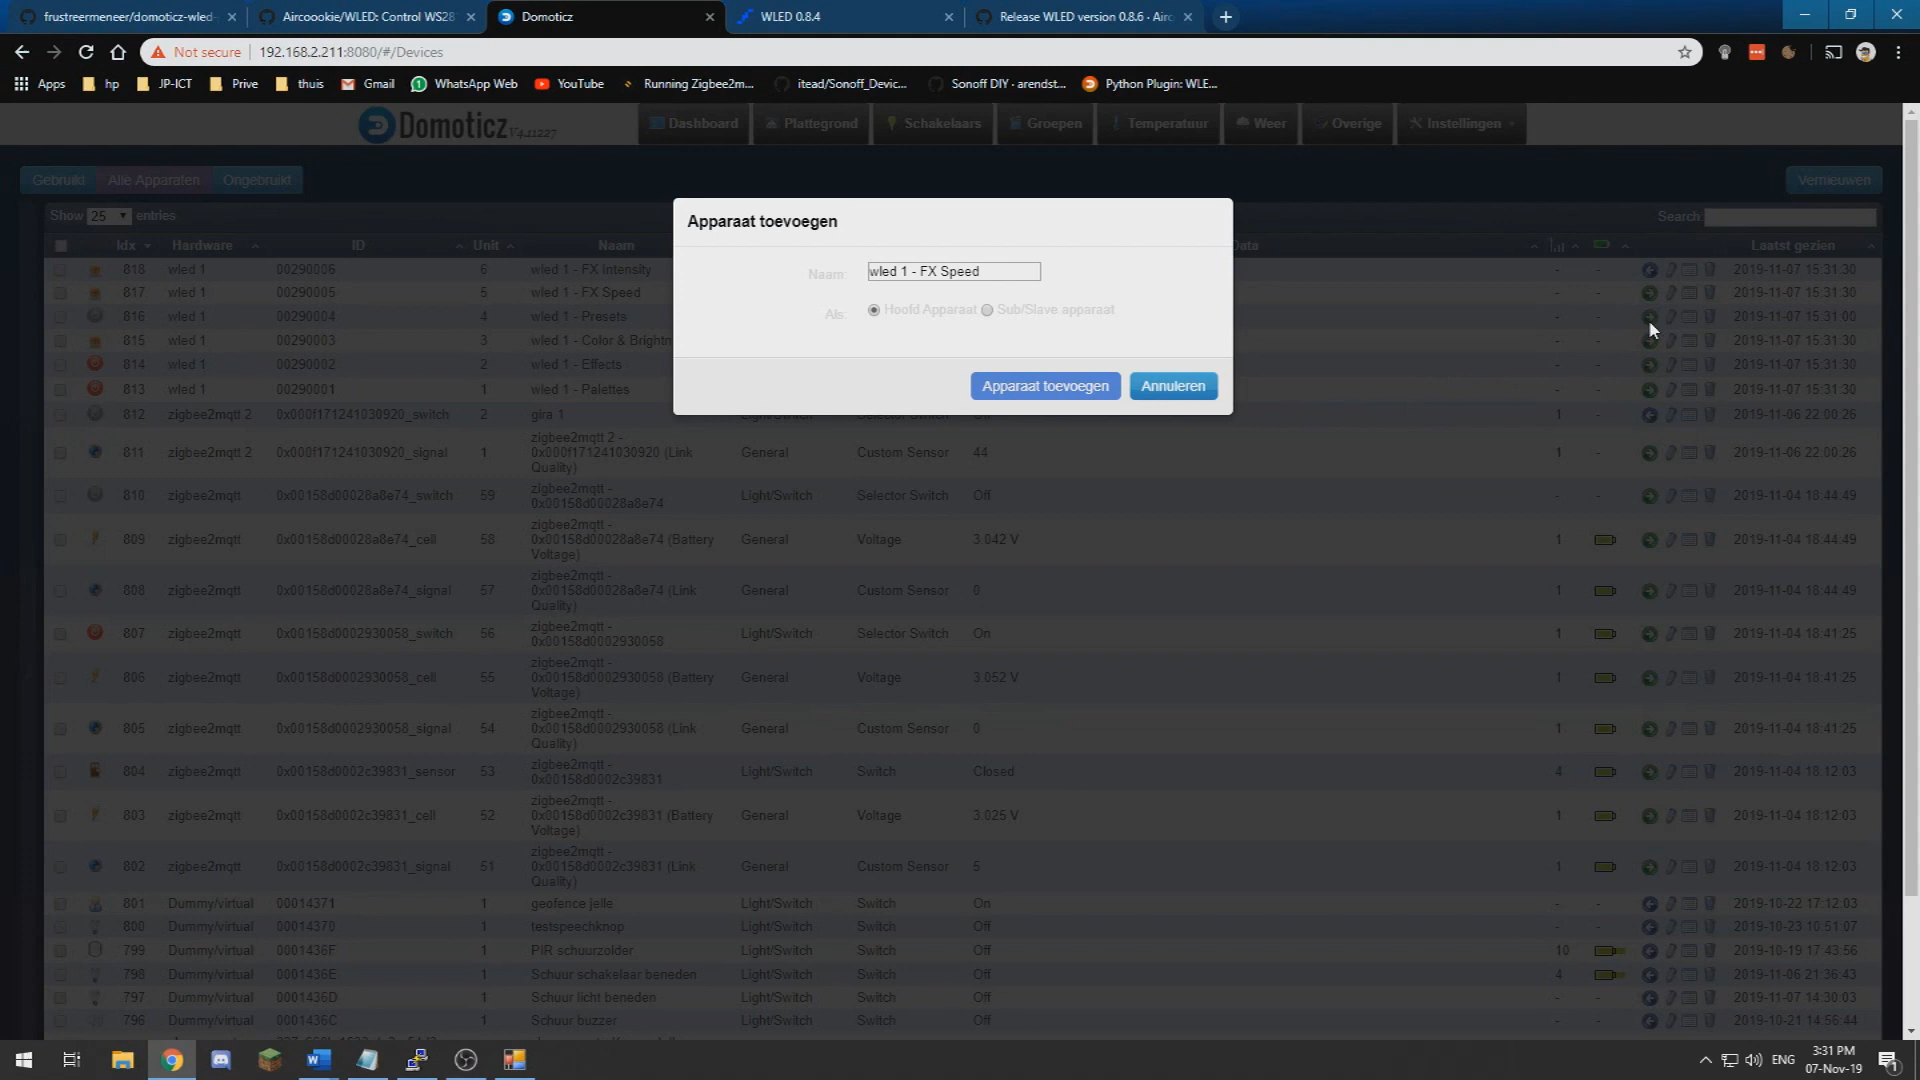 frustreermeneer/domoticz-wled- Aircoookie/WLED: Control WS28 Domoticz WLED 0.8.4 Release WLED version 0.8.6 · Airc
Not secure 192.168.2.211:8080/#/Devices
Apps hp JP-ICT Prive thuis Gmail WhatsApp Web YouTube Running Zigbee2m... itead/Sonoff_Devic... Sonoff DIY · arendst... Python Plugin: WLE...
Domoticz V4.11227 Dashboard Plattegrond Schakelaars Groepen Temperatuur Weer Overige Instellingen
Gebruikt Alle Apparaten Ongebruikt Vernieuwen
Show 25 entries Search:
Idx Hardware ID Unit Naam Data Laatst gezien
Apparaat toevoegen
Naam: wled 1 - FX Speed
Als: Hoofd Apparaat Sub/Slave apparaat
Apparaat toevoegen Annuleren
818 wled 1 00290006 6 wled 1 - FX Intensity - - 2019-11-07 15:31:30
817 wled 1 00290005 5 wled 1 - FX Speed - - 2019-11-07 15:31:30
816 wled 1 00290004 4 wled 1 - Presets - - 2019-11-07 15:31:00
815 wled 1 00290003 3 wled 1 - Color & Brightn - - 2019-11-07 15:31:30
814 wled 1 00290002 2 wled 1 - Effects - - 2019-11-07 15:31:30
813 wled 1 00290001 1 wled 1 - Palettes - - 2019-11-07 15:31:30
812 zigbee2mqtt 2 0x000f171241030920_switch 2 gira 1 Light/Switch Selector Switch Off 1 - 2019-11-06 22:00:26
811 zigbee2mqtt 2 0x000f171241030920_signal 1 zigbee2mqtt 2 -
0x000f171241030920 (Link
Quality) General Custom Sensor 44 1 - 2019-11-06 22:00:26
810 zigbee2mqtt 0x00158d00028a8e74_switch 59 zigbee2mqtt -
0x00158d00028a8e74 Light/Switch Selector Switch Off - - 2019-11-04 18:44:49
809 zigbee2mqtt 0x00158d00028a8e74_cell 58 zigbee2mqtt -
0x00158d00028a8e74 (Battery
Voltage) General Voltage 3.042 V 1 2019-11-04 18:44:49
808 zigbee2mqtt 0x00158d00028a8e74_signal 57 zigbee2mqtt -
0x00158d00028a8e74 (Link
Quality) General Custom Sensor 0 1 2019-11-04 18:44:49
807 zigbee2mqtt 0x00158d0002930058_switch 56 zigbee2mqtt -
0x00158d0002930058 Light/Switch Selector Switch On 1 2019-11-04 18:41:25
806 zigbee2mqtt 0x00158d0002930058_cell 55 zigbee2mqtt -
0x00158d0002930058 (Battery
Voltage) General Voltage 3.052 V 1 2019-11-04 18:41:25
805 zigbee2mqtt 0x00158d0002930058_signal 54 zigbee2mqtt -
0x00158d0002930058 (Link
Quality) General Custom Sensor 0 1 2019-11-04 18:41:25
804 zigbee2mqtt 0x00158d0002c39831_sensor 53 zigbee2mqtt -
0x00158d0002c39831 Light/Switch Switch Closed 4 2019-11-04 18:12:03
803 zigbee2mqtt 0x00158d0002c39831_cell 52 zigbee2mqtt -
0x00158d0002c39831 (Battery
Voltage) General Voltage 3.025 V 1 2019-11-04 18:12:03
802 zigbee2mqtt 0x00158d0002c39831_signal 51 zigbee2mqtt -
0x00158d0002c39831 (Link
Quality) General Custom Sensor 5 1 2019-11-04 18:12:03
801 Dummy/virtual 00014371 1 geofence jelle Light/Switch Switch On - - 2019-10-22 17:12:03
800 Dummy/virtual 00014370 1 testspeechknop Light/Switch Switch Off - - 2019-10-23 10:51:07
799 Dummy/virtual 0001436F 1 PIR schuurzolder Light/Switch Switch Off 10 2019-10-19 17:43:56
798 Dummy/virtual 0001436E 1 Schuur schakelaar beneden Light/Switch Switch Off 4 2019-11-06 21:36:43
797 Dummy/virtual 0001436D 1 Schuur licht beneden Light/Switch Switch Off - - 2019-11-07 14:30:03
796 Dummy/virtual 0001436C 1 Schuur buzzer Light/Switch Switch Off - - 2019-10-21 14:56:44
ENG 3:31 PM
07-Nov-19 1